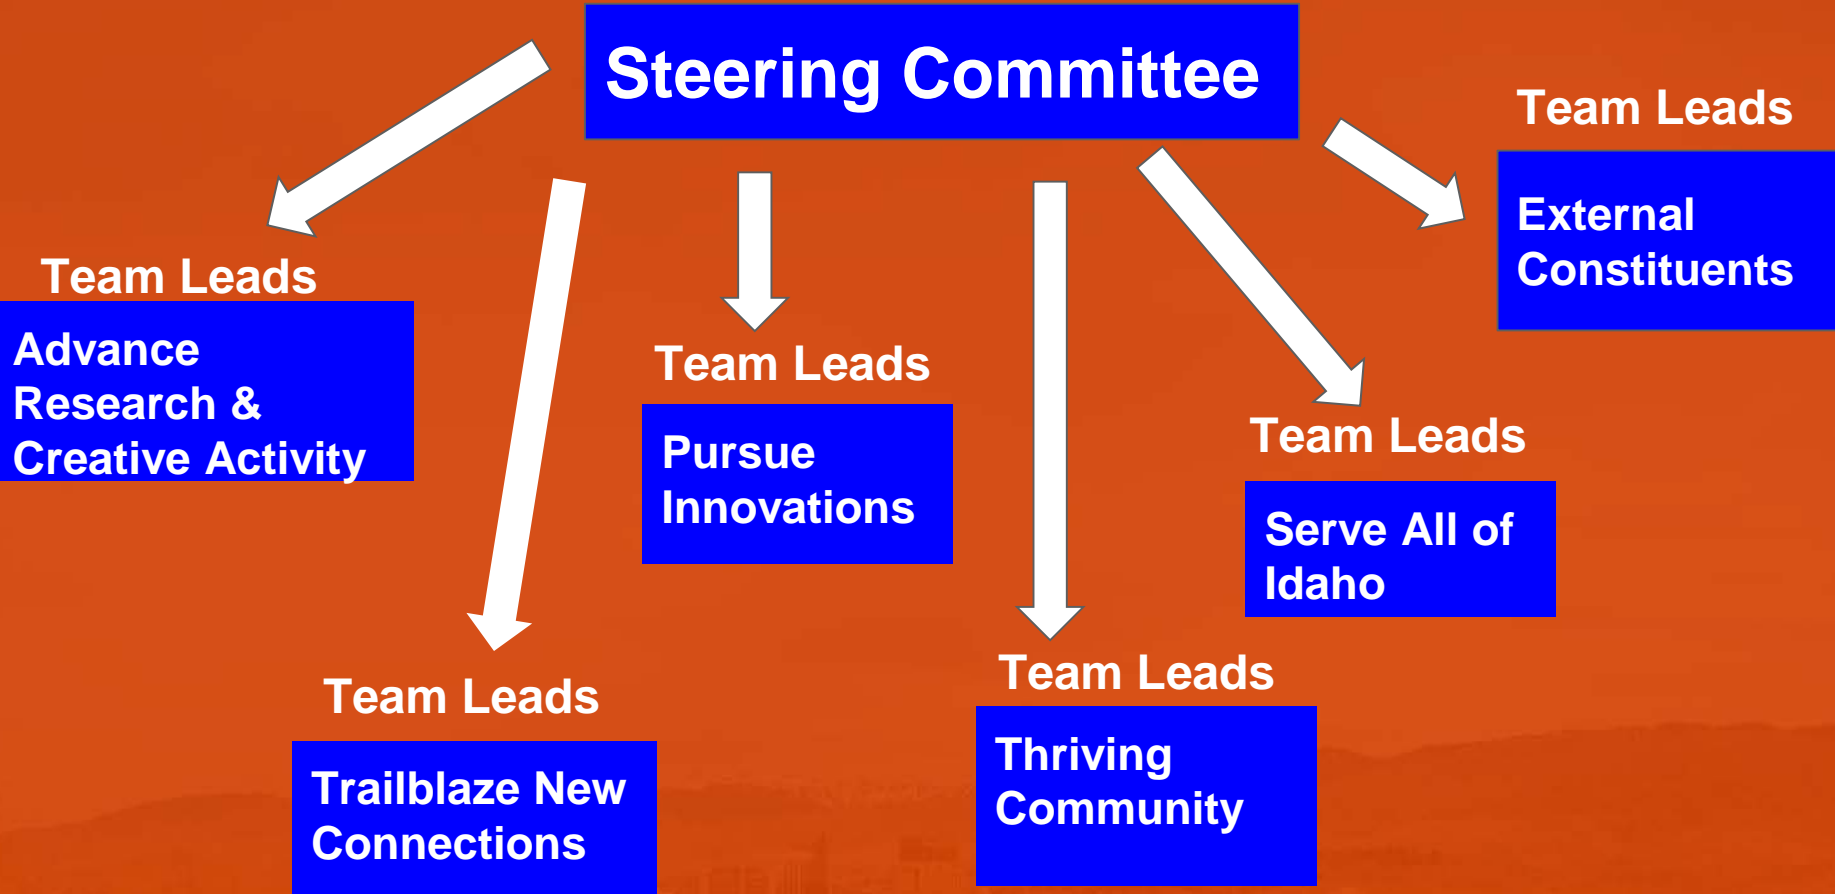 Steering Committee
Team Leads
Advance
Research &
Creative Activity
Team Leads
Trailblaze New
Connections
Team Leads
Pursue
Innovations
Team Leads
Thriving
Community
Team Leads
Serve All of
Idaho
Team Leads
External
Constituents